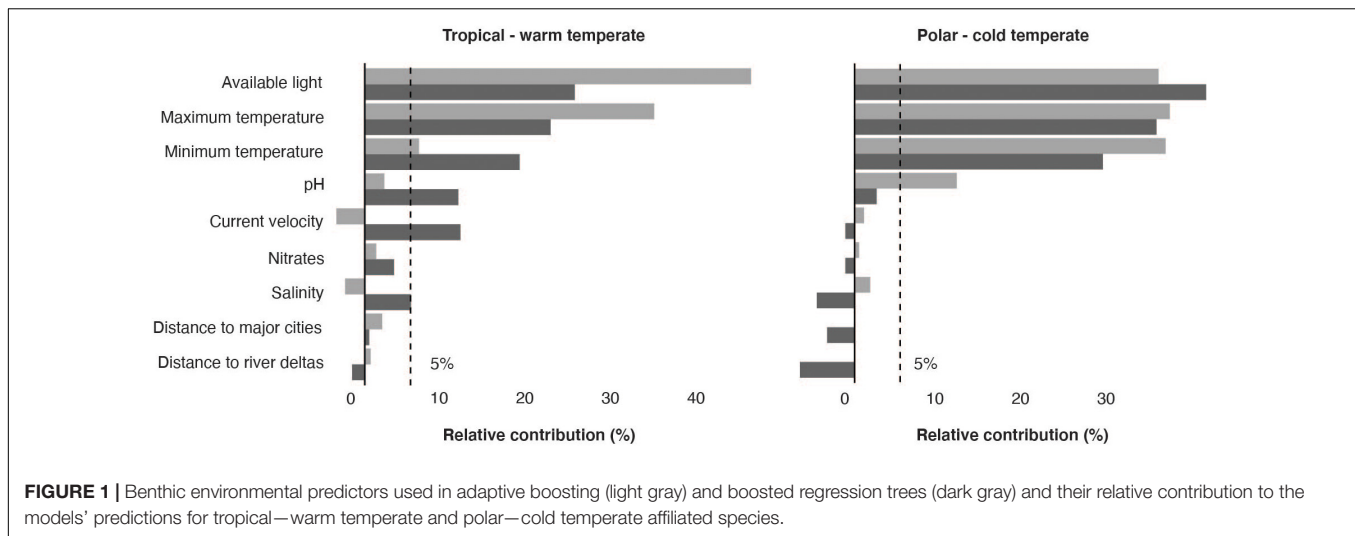 Tropical - warm temperate
Polar - cold temperate
Available light
Maximum temperature
Minimum temperature
pH
Current velocity
Nitrates
Salinity
Distance to major cities
Distance to river deltas
5%
5%
0 10 20 30 40
0 10 20 30
Relative contribution (%)
Relative contribution (%)
FIGURE 1 | Benthic environmental predictors used in adaptive boosting (light gray) and boosted regression trees (dark gray) and their relative contribution to the
models’ predictions for tropical—warm temperate and polar—cold temperate affiliated species.